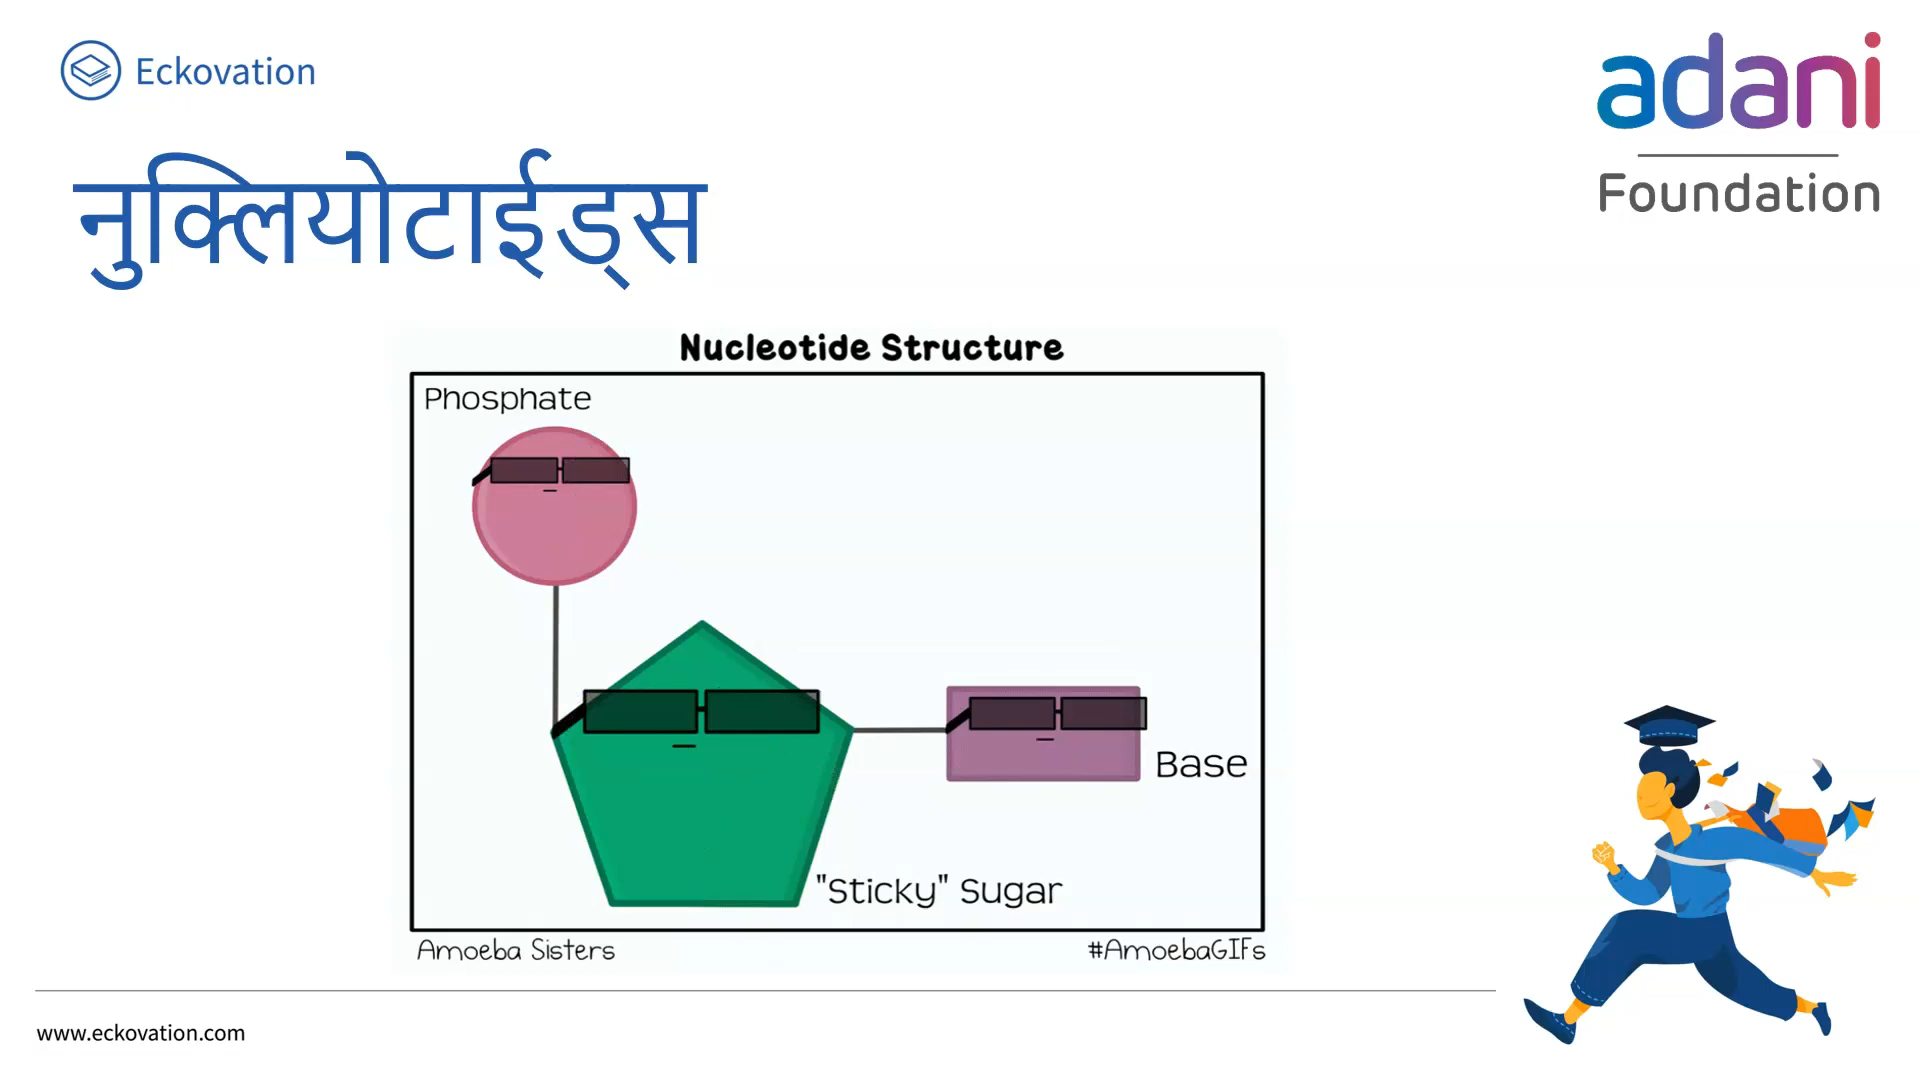 Eckovation
adani
Foundation
नुक्लियोटाईड्स
Nucleotide Structure
Phosphate
Base
"Sticky" Sugar
Amoeba Sisters
#AmoebaGIFs
www.eckovation.com